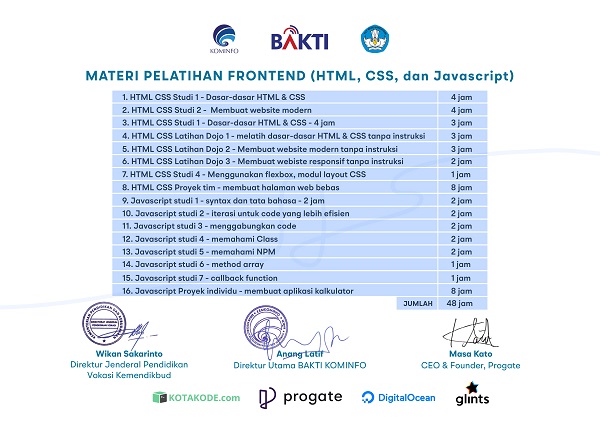 KOMINFO
BAKTI
MATERI PELATIHAN FRONTEND (HTML, CSS, dan Javascript)
1. HTML CSS Studi 1 - Dasar-dasar HTML & CSS 4 jam
2. HTML CSS Studi 2 - Membuat website modern 4 jam
3. HTML CSS Studi 1 - Dasar-dasar HTML & CSS - 4 jam 3 jam
4. HTML CSS Latihan Dojo 1 - melatih dasar-dasar HTML & CSS tanpa instruksi 3 jam
5. HTML CSS Latihan Dojo 2 - Membuat website modern tanpa instruksi 3 jam
6. HTML CSS Latihan Dojo 3 - Membuat webiste responsif tanpa instruksi 2 jam
7. HTML CSS Studi 4 - Menggunakan flexbox, modul layout CSS 1 jam
8. HTML CSS Proyek tim - membuat halaman web bebas 8 jam
9. Javascript studi 1 - syntax dan tata bahasa - 2 jam 2 jam
10. Javascript studi 2 - iterasi untuk code yang lebih efisien 2 jam
11. Javascript studi 3 - menggabungkan code 2 jam
12. Javascript studi 4 - memahami Class 2 jam
13. Javascript studi 5 - memahami NPM 2 jam
14. Javascript studi 6 - method array 1 jam
15. Javascript studi 7 - callback function 1 jam
16. Javascript Proyek individu - membuat aplikasi kalkulator 8 jam
JUMLAH 48 jam
Wikan Sakarinto
Direktur Jenderal Pendidikan
Vokasi Kemendikbud
Anang Latif
Direktur Utama BAKTI KOMINFO
Masa Kato
CEO & Founder, Progate
KOTAKODE.com
progate
DigitalOcean
glints